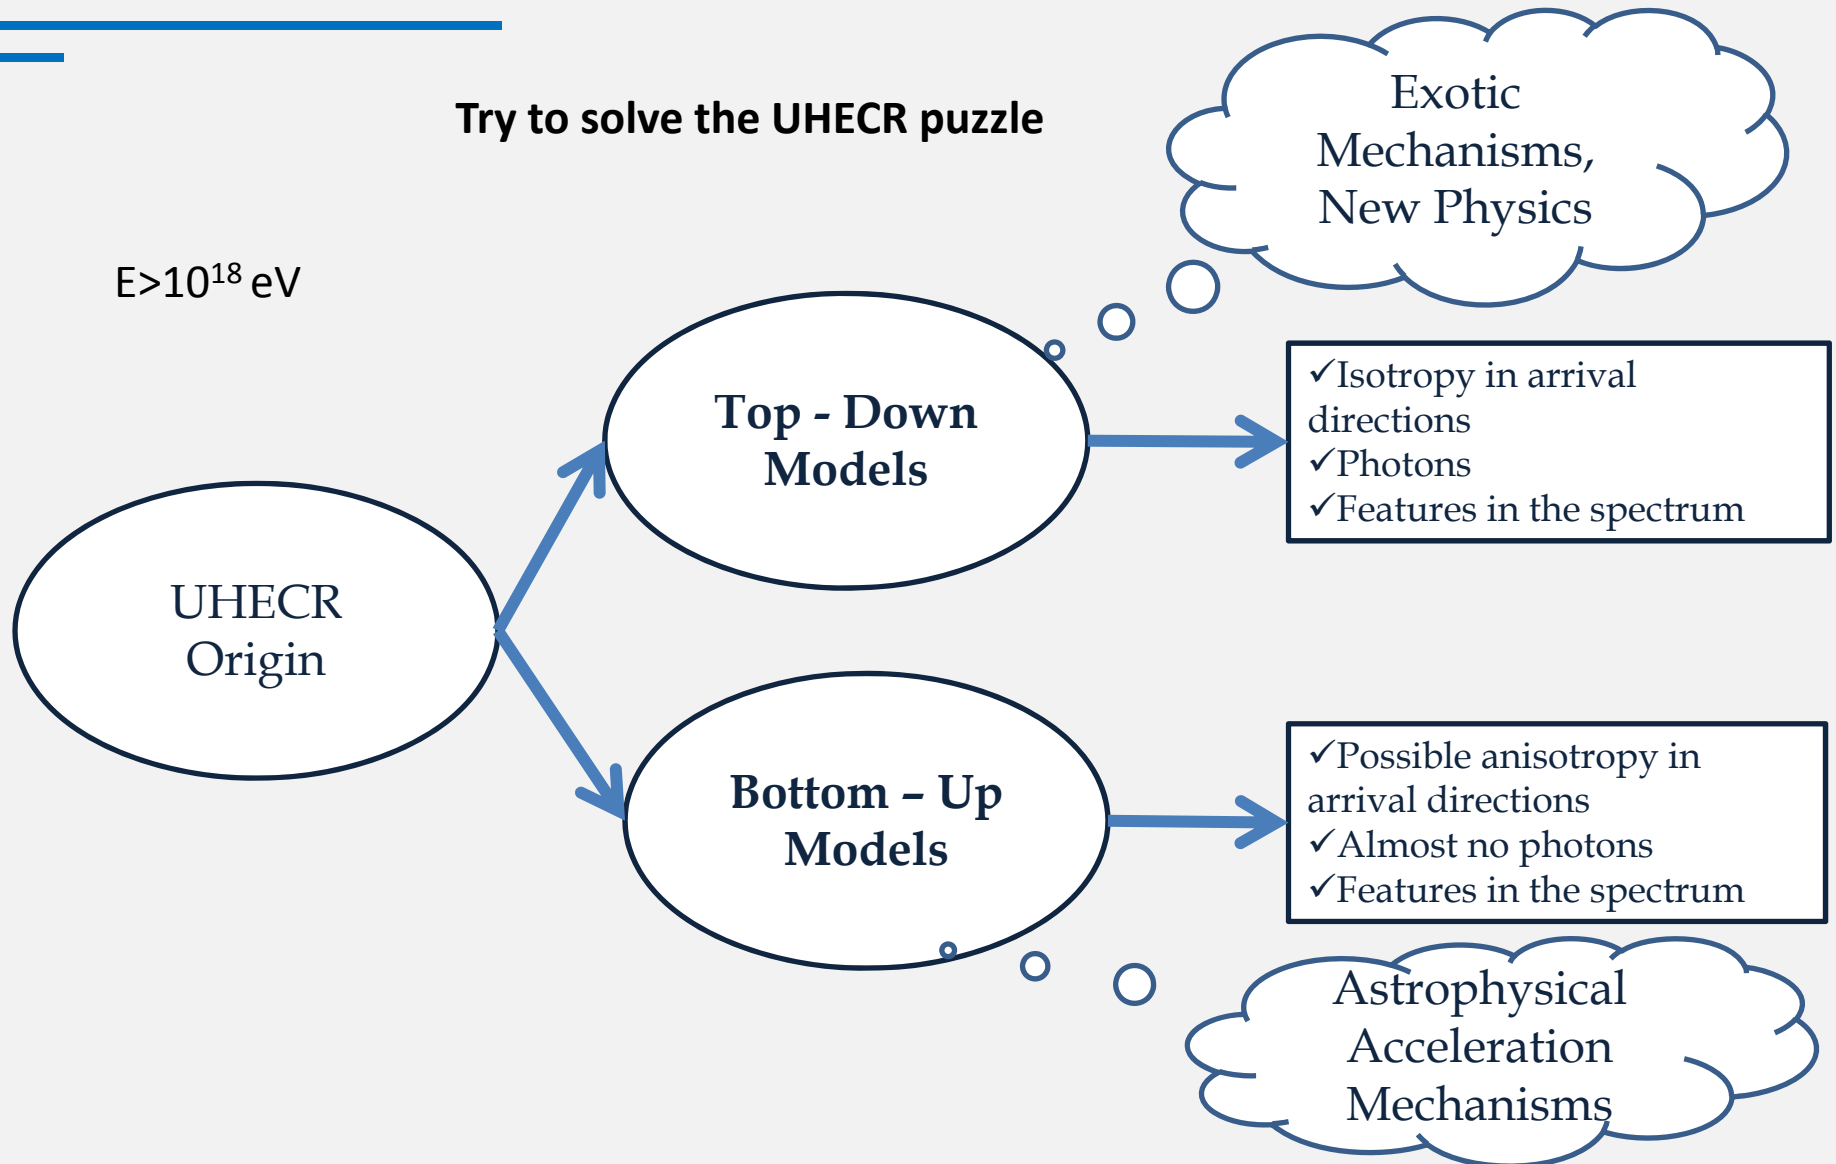 Try to solve the UHECR puzzle
E>10¹⁸ eV
Exotic
Mechanisms,
New Physics
Top - Down
Models
✓Isotropy in arrival
directions
✓Photons
✓Features in the spectrum
UHECR
Origin
Bottom – Up
Models
✓Possible anisotropy in
arrival directions
✓Almost no photons
✓Features in the spectrum
Astrophysical
Acceleration
Mechanisms